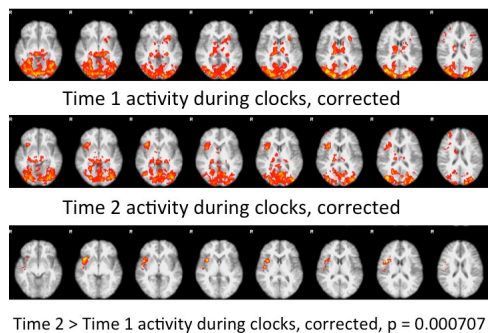 Time 1 activity during clocks, corrected
Time 2 activity during clocks, corrected
Time 2 > Time 1 activity during clocks, corrected, p = 0.000707